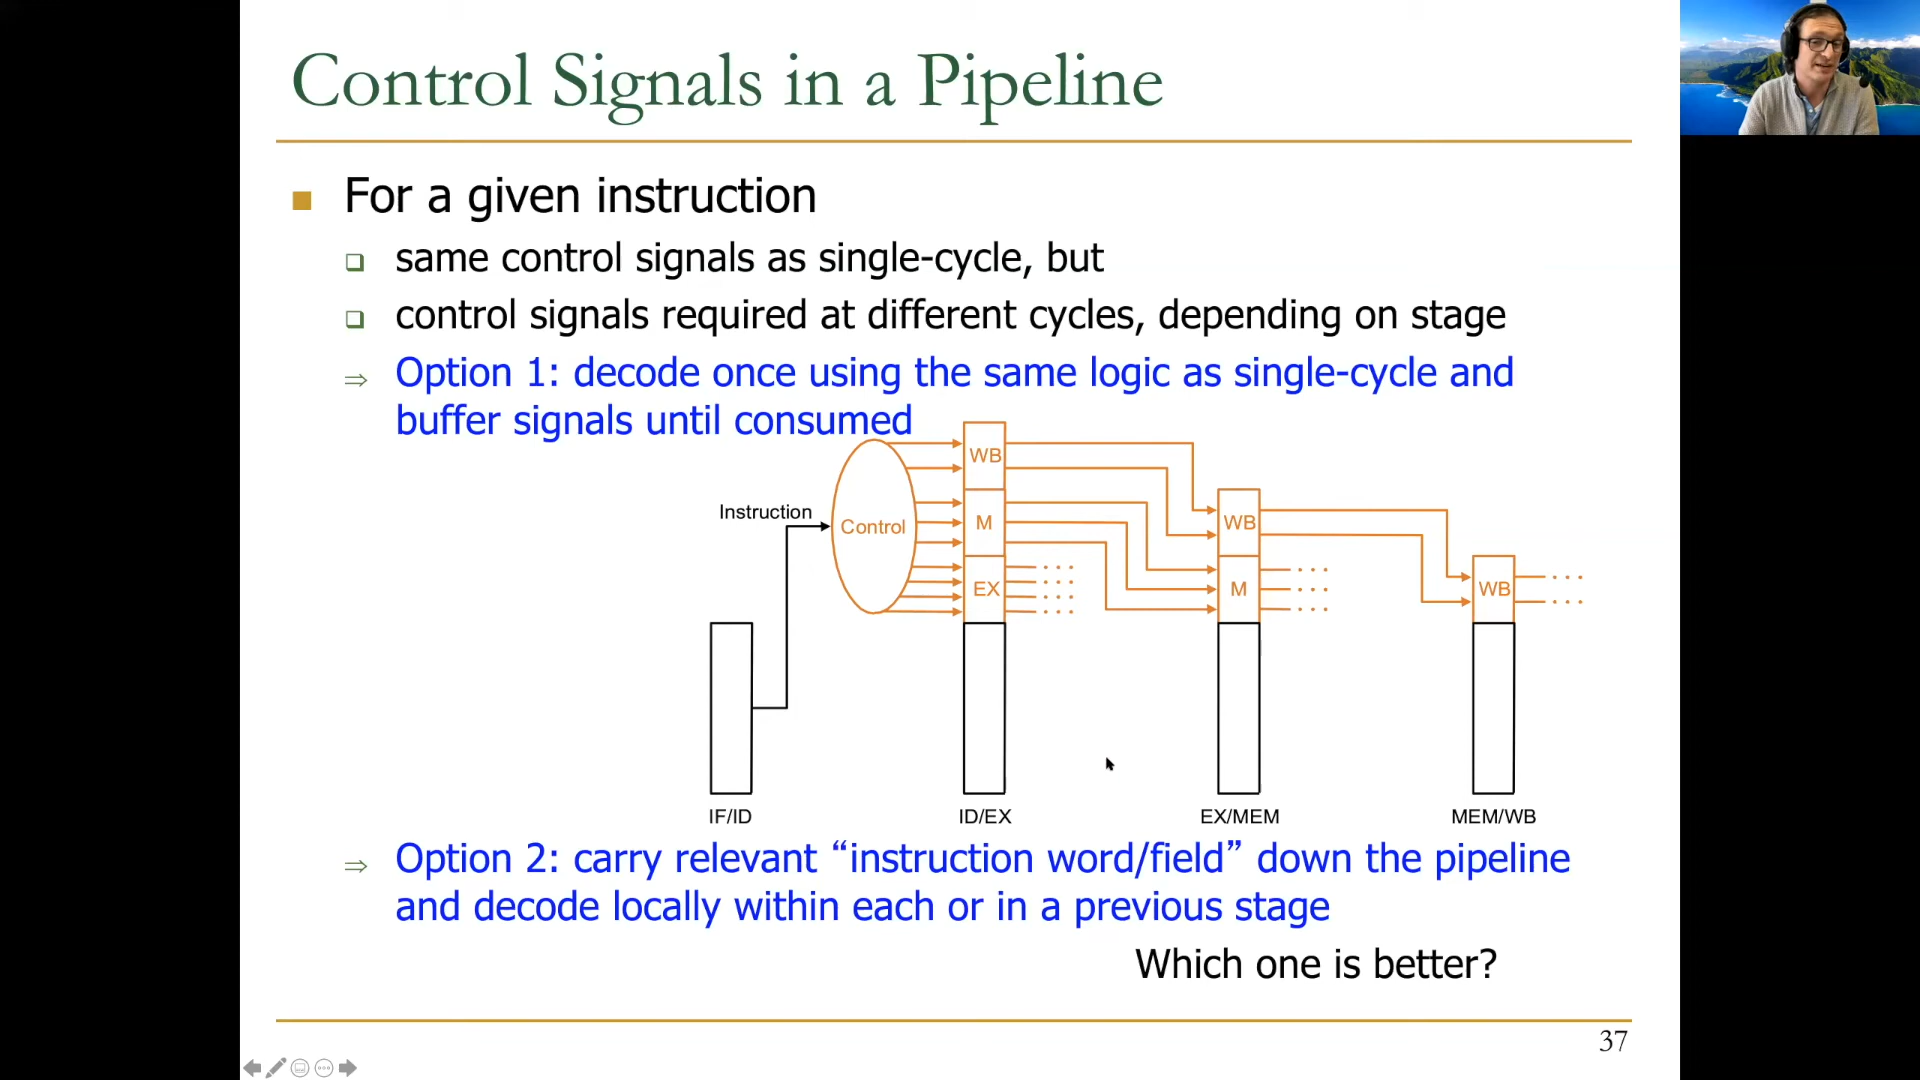 Control Signals in a Pipeline
For a given instruction
same control signals as single-cycle, but
control signals required at different cycles, depending on stage
⇒ Option 1: decode once using the same logic as single-cycle and
buffer signals until consumed
WB
Instruction
Control
M
WB
EX
M
WB
IF/ID
ID/EX
EX/MEM
MEM/WB
⇒ Option 2: carry relevant “instruction word/field” down the pipeline
and decode locally within each or in a previous stage
Which one is better?
37